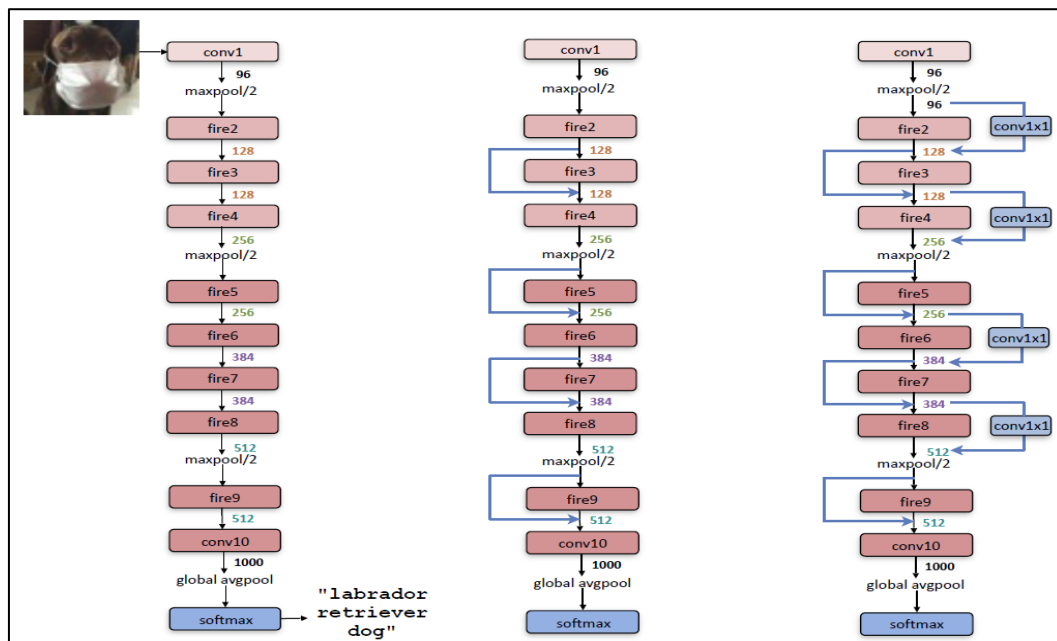 conv1
96
maxpool/2
fire2
128
fire3
128
fire4
256
maxpool/2
fire5
256
fire6
384
fire7
384
fire8
512
maxpool/2
fire9
512
conv10
1000
global avgpool
softmax
"labrador
retriever
dog"
conv1
96
maxpool/2
fire2
128
fire3
128
fire4
256
maxpool/2
fire5
256
fire6
384
fire7
384
fire8
512
maxpool/2
fire9
512
conv10
1000
global avgpool
softmax
conv1
96
maxpool/2
96
conv1x1
fire2
128
fire3
128
conv1x1
fire4
256
maxpool/2
fire5
256
conv1x1
fire6
384
fire7
384
conv1x1
fire8
512
maxpool/2
fire9
512
conv10
1000
global avgpool
softmax